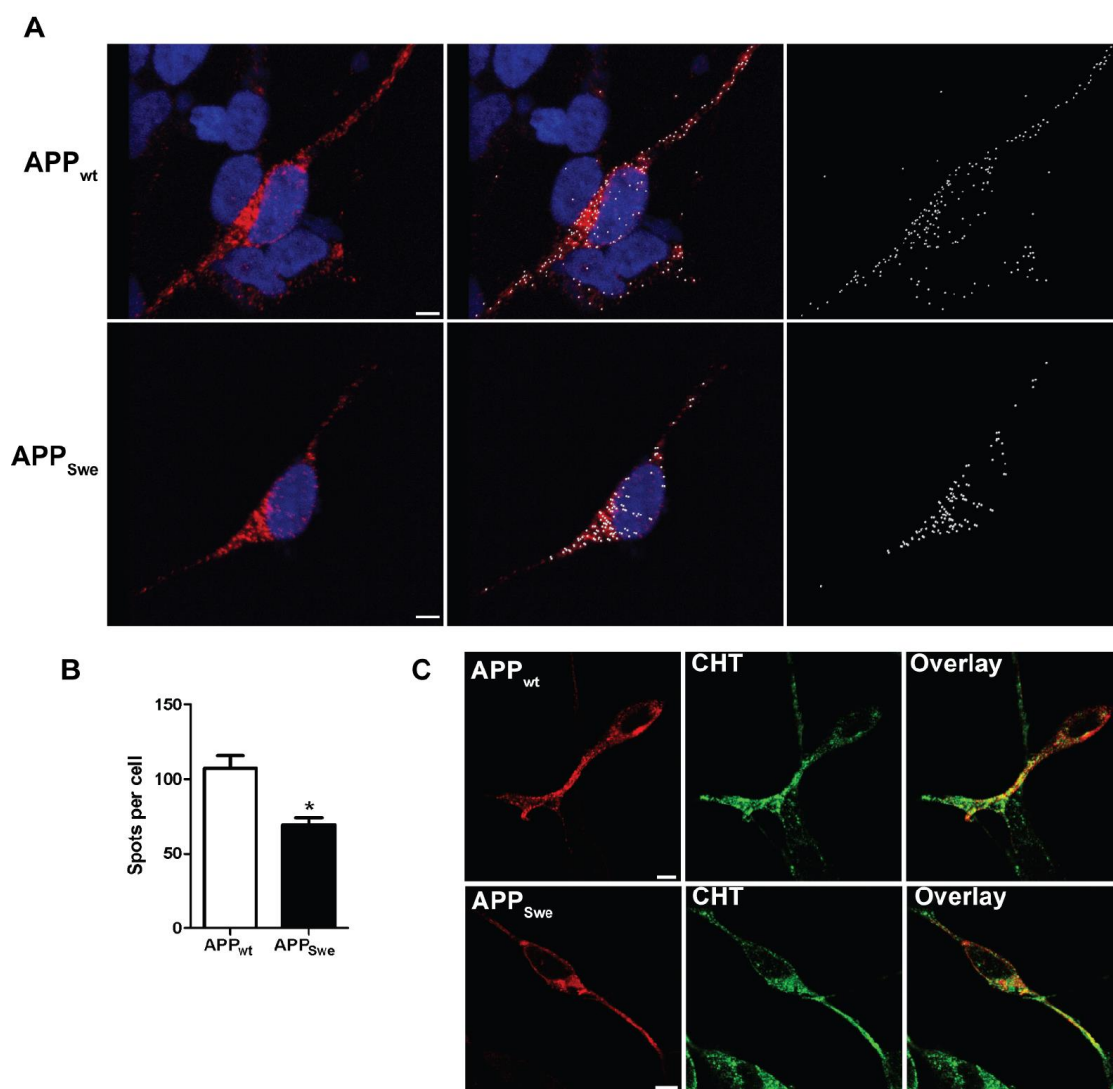 A
APPwt
APPSwe
B
C
Spots per cell
150
100
50
0
*
APPwt
APPSwe
APPwt
CHT
Overlay
APPSwe
CHT
Overlay